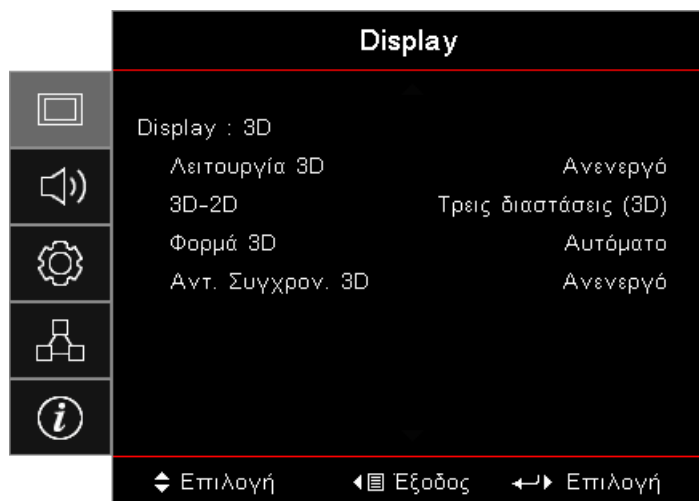 Display
Display : 3D
Λειτουργία 3D Ανενεργό
3D-2D Τρεις διαστάσεις (3D)
Φορμά 3D Αυτόματο
Αντ. Συγχρον. 3D Ανενεργό
Επιλογή Έξοδος Επιλογή